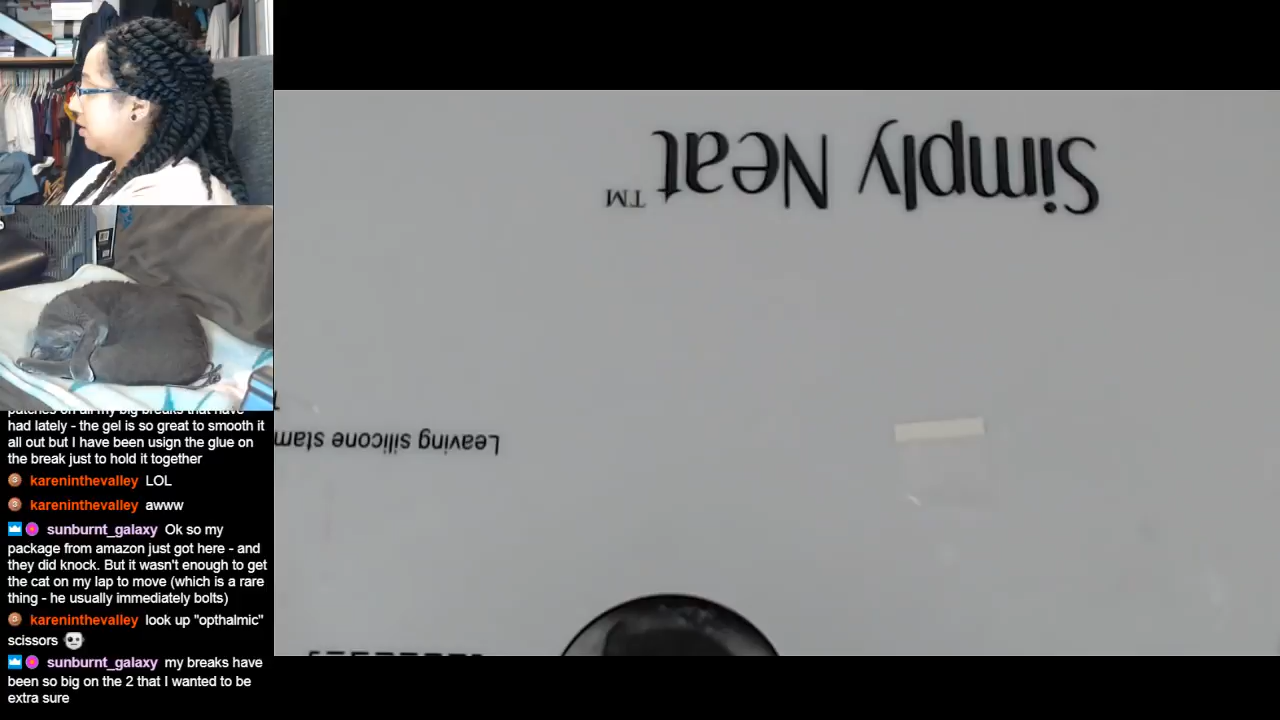 Simply Neat™
Leaving silicone stam
patches on all my big breaks that have
had lately - the gel is so great to smooth it
all out but I have been usign the glue on
the break just to hold it together
kareninthevalley LOL
kareninthevalley awww
sunburnt_galaxy Ok so my
package from amazon just got here - and
they did knock. But it wasn't enough to get
the cat on my lap to move (which is a rare
thing - he usually immediately bolts)
kareninthevalley look up "opthalmic"
scissors
sunburnt_galaxy my breaks have
been so big on the 2 that I wanted to be
extra sure